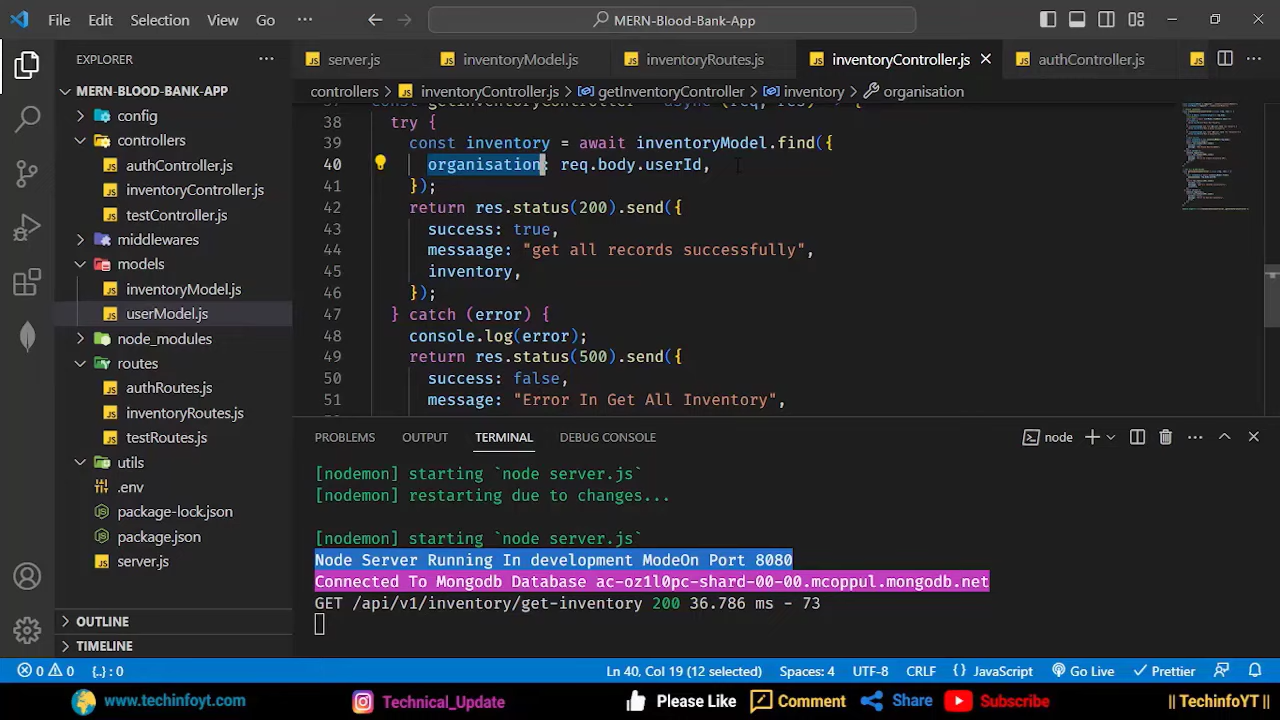 File Edit Selection View Go ··· MERN-Blood-Bank-App
EXPLORER ···
server.js inventoryModel.js inventoryRoutes.js inventoryController.js authController.js ···
MERN-BLOOD-BANK-APP
controllers > inventoryController.js > getInventoryController > inventory > organisation
config
controllers
authController.js
inventoryController.js
testController.js
middlewares
models
inventoryModel.js
userModel.js
node_modules
routes
authRoutes.js
inventoryRoutes.js
testRoutes.js
utils
.env
package-lock.json
package.json
server.js
OUTLINE
TIMELINE
37 const getInventoryController = async (req, res) => {
38 try {
39 const inventory = await inventoryModel.find({
40 organisation: req.body.userId,
41 });
42 return res.status(200).send({
43 success: true,
44 messaage: "get all records successfully",
45 inventory,
46 });
47 } catch (error) {
48 console.log(error);
49 return res.status(500).send({
50 success: false,
51 message: "Error In Get All Inventory",
PROBLEMS OUTPUT TERMINAL DEBUG CONSOLE node ···
[nodemon] starting `node server.js`
[nodemon] restarting due to changes...
[nodemon] starting `node server.js`
Node Server Running In development ModeOn Port 8080
Connected To Mongodb Database ac-oz1l0pc-shard-00-00.mcoppul.mongodb.net
GET /api/v1/inventory/get-inventory 200 36.786 ms - 73
0 0 {..} : 0 Ln 40, Col 19 (12 selected) Spaces: 4 UTF-8 CRLF {} JavaScript Go Live Prettier
www.techinfoyt.com Technical_Update Please Like Comment Share Subscribe || TechinfoYT||